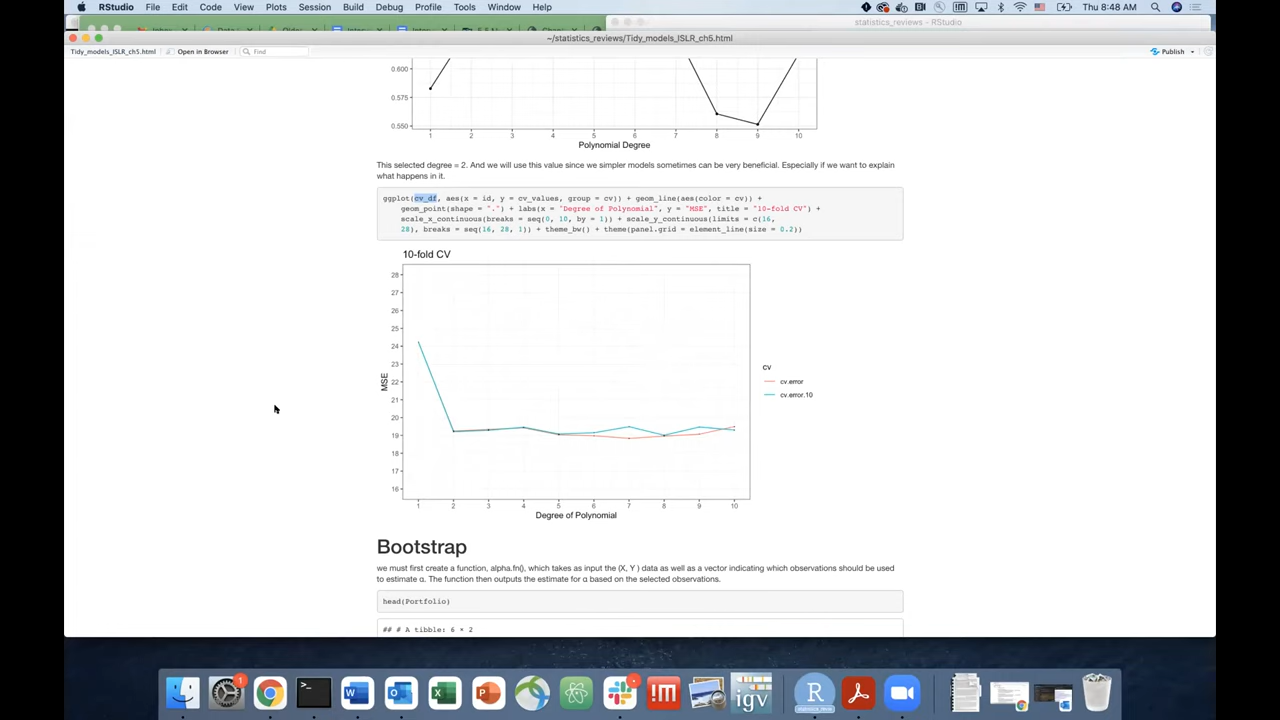 RStudio File Edit Code View Plots Session Build Debug Profile Tools Window Help Thu 8:48 AM
statistics_reviews - RStudio
~/statistics_reviews/Tidy_models_ISLR_ch5.html
Tidy_models_ISLR_ch5.html Open in Browser Find Publish
0.600
0.575
0.550
1 2 3 4 5 6 7 8 9 10
Polynomial Degree
This selected degree = 2. And we will use this value since we simpler models sometimes can be very beneficial. Especially if we want to explain
what happens in it.
ggplot(cv_df, aes(x = id, y = cv_values, group = cv)) + geom_line(aes(color = cv)) +
geom_point(shape = ".") + labs(x = "Degree of Polynomial", y = "MSE", title = "10-fold CV") +
scale_x_continuous(breaks = seq(0, 10, by = 1)) + scale_y_continuous(limits = c(16,
28), breaks = seq(16, 28, 1)) + theme_bw() + theme(panel.grid = element_line(size = 0.2))
10-fold CV
28
27
26
25
24
23
22
21
20
19
18
17
16
MSE
1 2 3 4 5 6 7 8 9 10
Degree of Polynomial
cv
cv.error
cv.error.10
Bootstrap
we must first create a function, alpha.fn(), which takes as input the (X, Y ) data as well as a vector indicating which observations should be used
to estimate α. The function then outputs the estimate for α based on the selected observations.
head(Portfolio)
## # A tibble: 6 × 2
1
igv